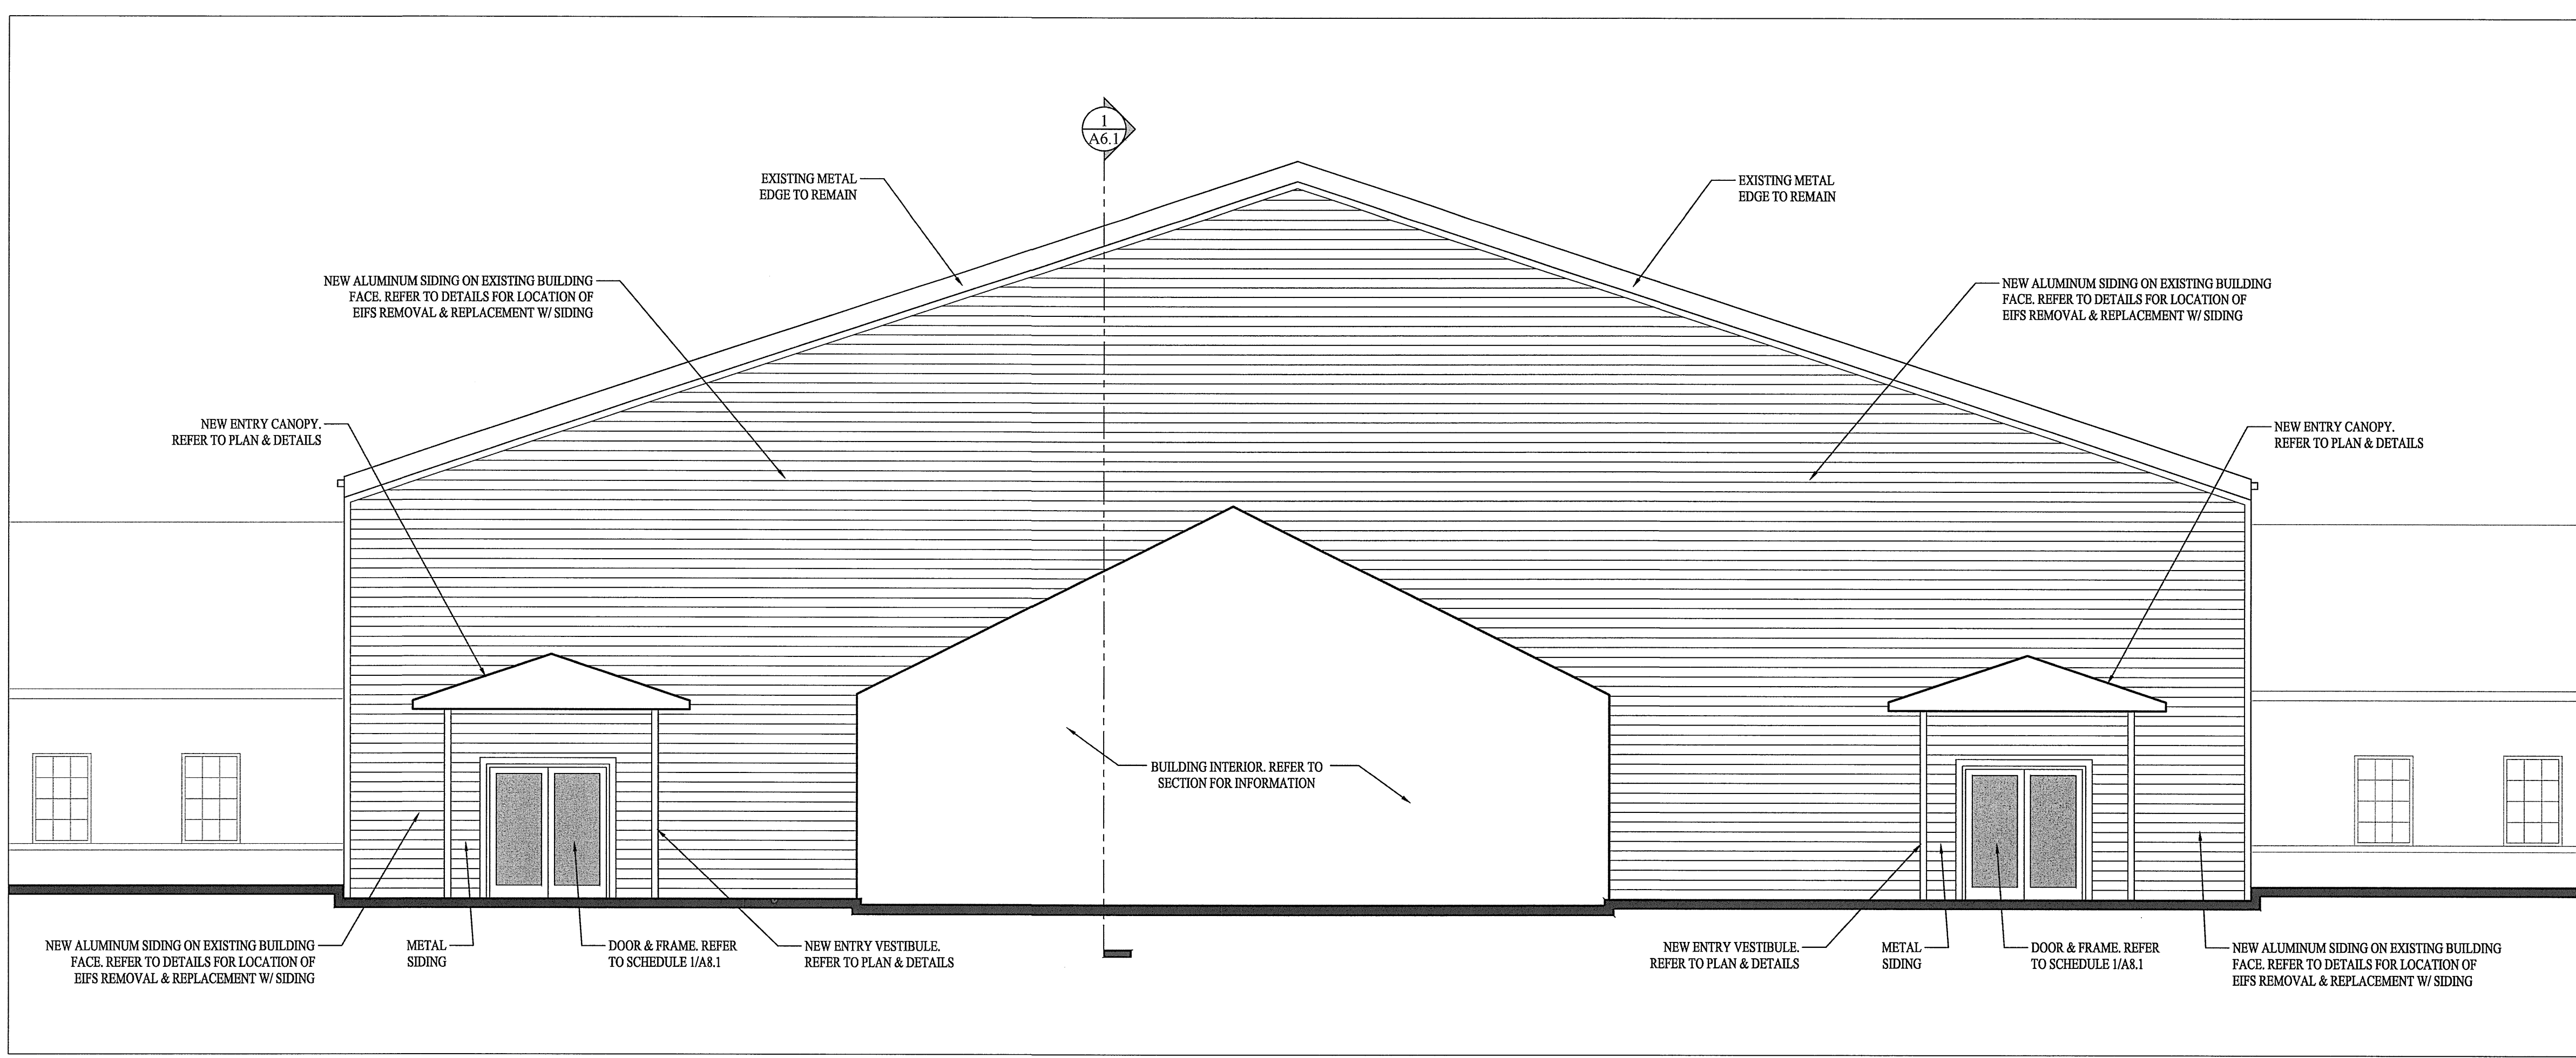 1
A6.1
EXISTING METAL
EDGE TO REMAIN
EXISTING METAL
EDGE TO REMAIN
NEW ALUMINUM SIDING ON EXISTING BUILDING
FACE. REFER TO DETAILS FOR LOCATION OF
EIFS REMOVAL & REPLACEMENT W/ SIDING
NEW ALUMINUM SIDING ON EXISTING BUILDING
FACE. REFER TO DETAILS FOR LOCATION OF
EIFS REMOVAL & REPLACEMENT W/ SIDING
NEW ENTRY CANOPY.
REFER TO PLAN & DETAILS
NEW ENTRY CANOPY.
REFER TO PLAN & DETAILS
BUILDING INTERIOR. REFER TO
SECTION FOR INFORMATION
NEW ALUMINUM SIDING ON EXISTING BUILDING
FACE. REFER TO DETAILS FOR LOCATION OF
EIFS REMOVAL & REPLACEMENT W/ SIDING
METAL
SIDING
DOOR & FRAME. REFER
TO SCHEDULE 1/A8.1
NEW ENTRY VESTIBULE.
REFER TO PLAN & DETAILS
NEW ENTRY VESTIBULE.
REFER TO PLAN & DETAILS
METAL
SIDING
DOOR & FRAME. REFER
TO SCHEDULE 1/A8.1
NEW ALUMINUM SIDING ON EXISTING BUILDING
FACE. REFER TO DETAILS FOR LOCATION OF
EIFS REMOVAL & REPLACEMENT W/ SIDING